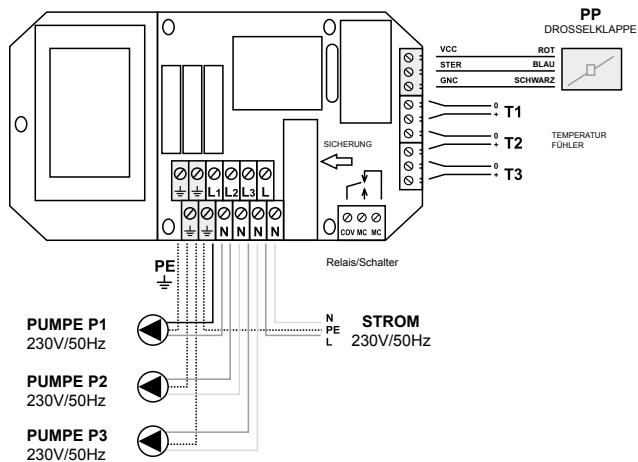 PP
DROSSELKLAPPE
VCC ROT
STER BLAU
GNC SCHWARZ
0
+ T1
0
+ T2
0
+ T3
TEMPERATUR
FÜHLER
SICHERUNG
L1 L2 L3 L
N N N N
COV MC MC
Relais/Schalter
PE
PUMPE P1
230V/50Hz
N
PE
L
STROM
230V/50Hz
PUMPE P2
230V/50Hz
PUMPE P3
230V/50Hz